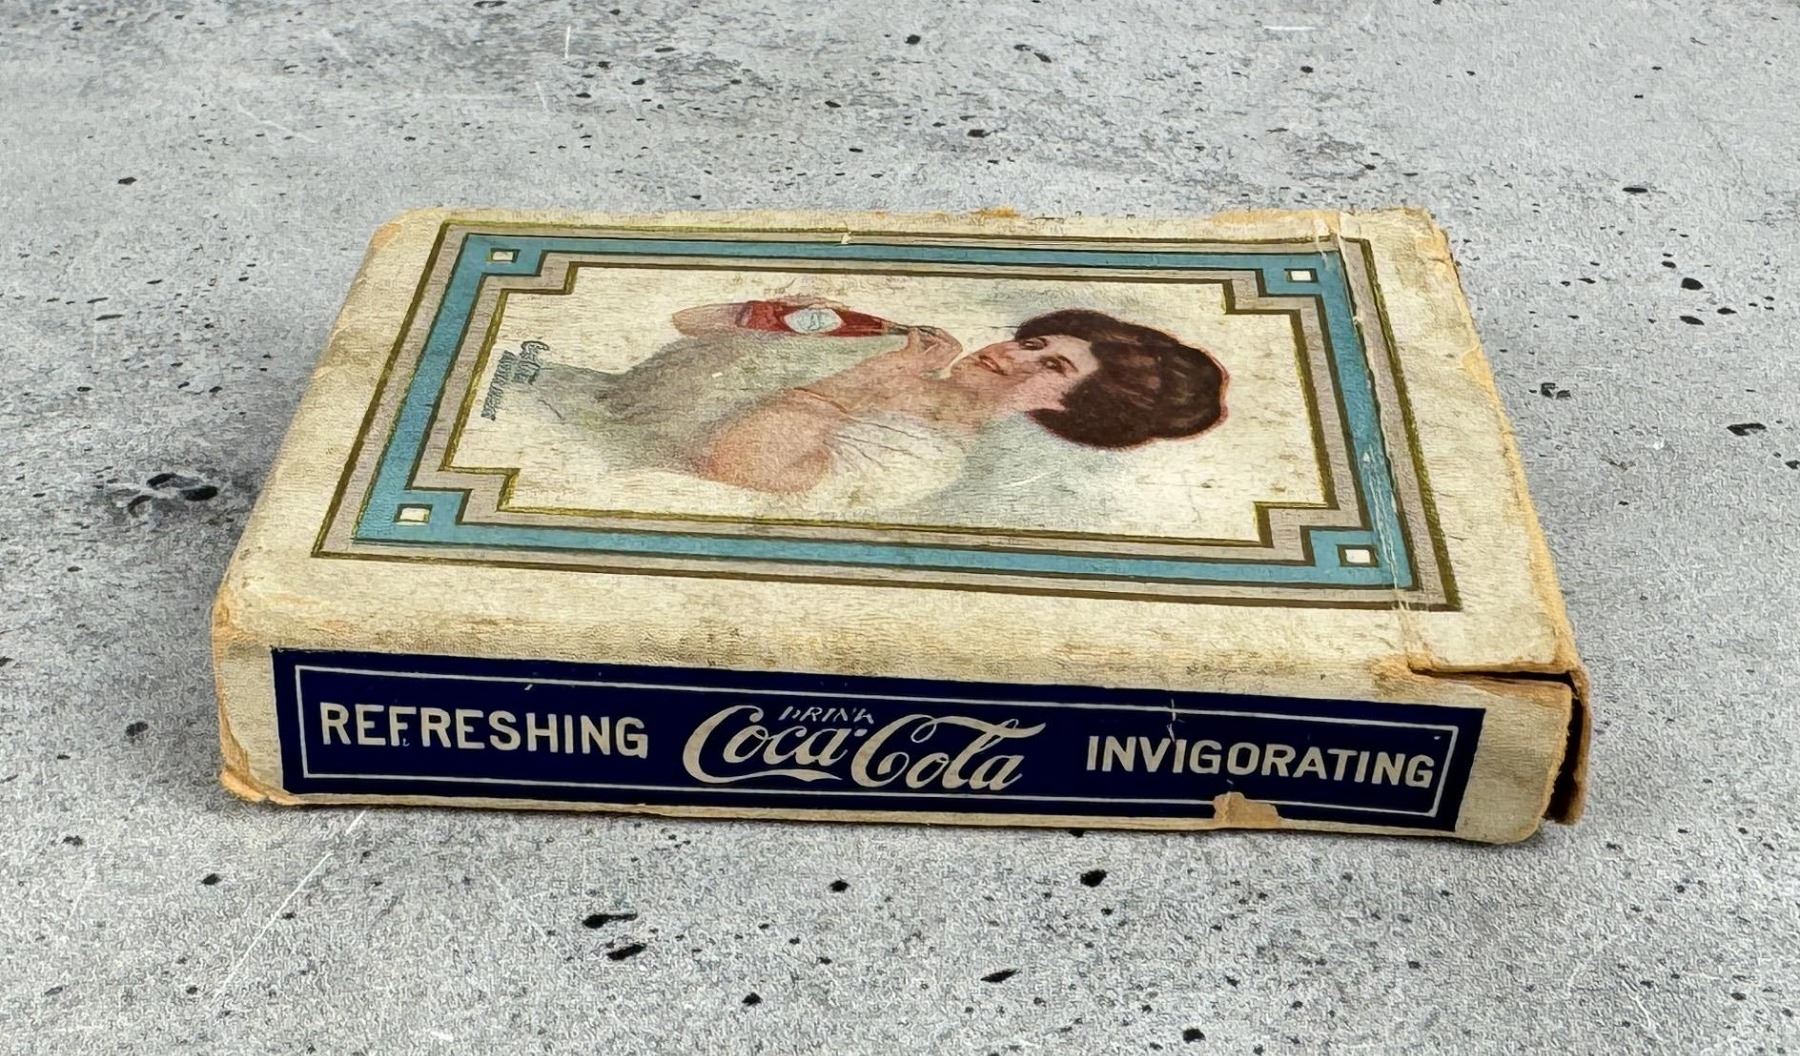 REFRESHING
DRINK
Coca-Cola
INVIGORATING